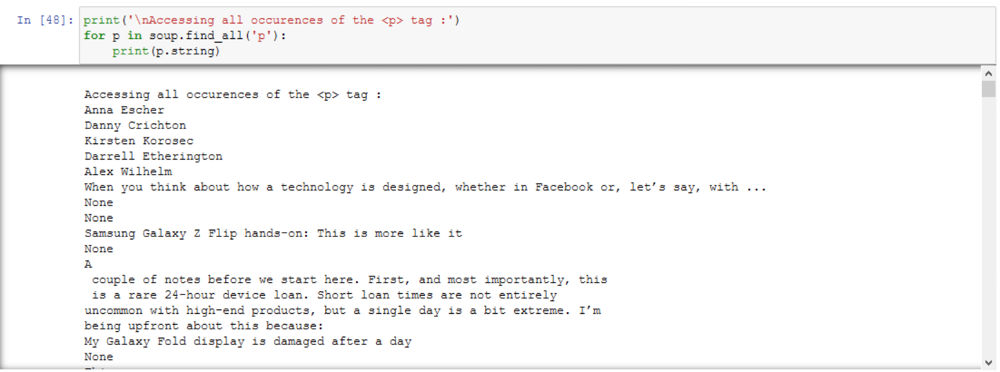 In [48]: print('\nAccessing all occurences of the <p> tag :')
for p in soup.find_all('p'):
    print(p.string)
Accessing all occurences of the <p> tag :
Anna Escher
Danny Crichton
Kirsten Korosec
Darrell Etherington
Alex Wilhelm
When you think about how a technology is designed, whether in Facebook or, let’s say, with ...
None
None
Samsung Galaxy Z Flip hands-on: This is more like it
None
A
 couple of notes before we start here. First, and most importantly, this
 is a rare 24-hour device loan. Short loan times are not entirely
uncommon with high-end products, but a single day is a bit extreme. I’m
being upfront about this because:
My Galaxy Fold display is damaged after a day
None